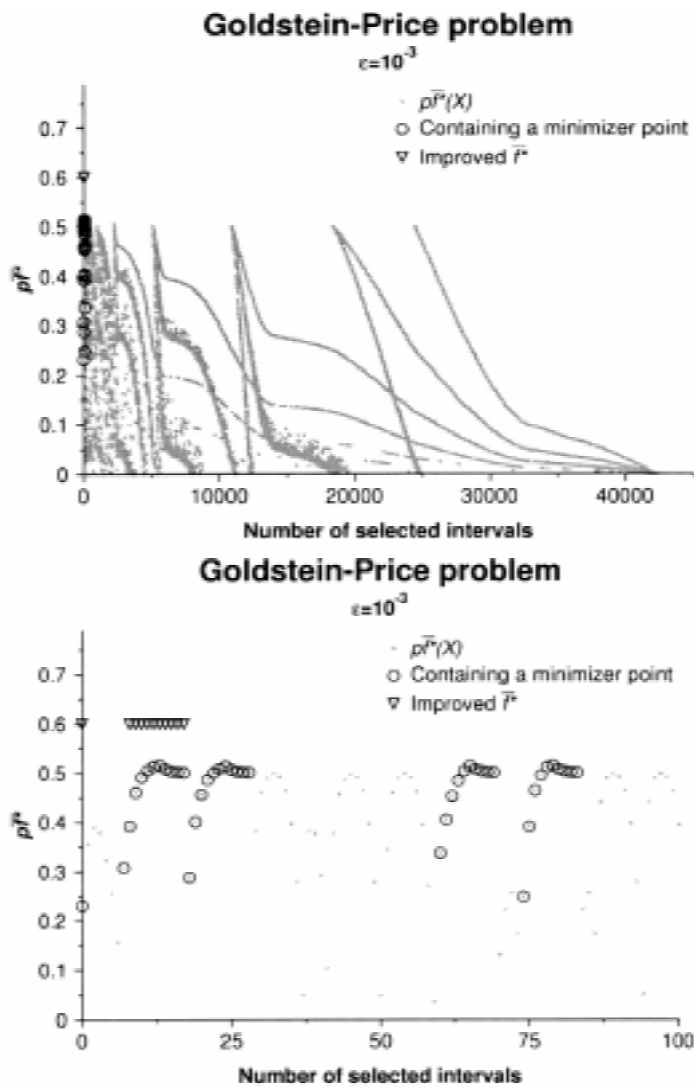 Goldstein-Price problem
ε=10⁻³
pf̄*(X)
Containing a minimizer point
Improved f̄*
0.7
0.6
0.5
0.4
0.3
0.2
0.1
0
pf̄*
0 10000 20000 30000 40000
Number of selected intervals
Goldstein-Price problem
ε=10⁻³
pf̄*(X)
Containing a minimizer point
Improved f̄*
0.7
0.6
0.5
0.4
0.3
0.2
0.1
0
pf̄*
0 25 50 75 100
Number of selected intervals